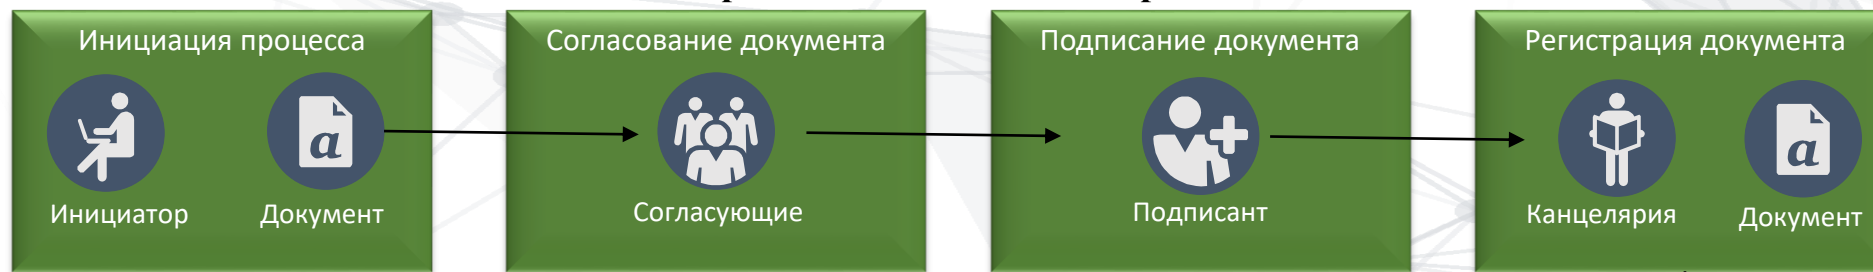 Инициация процесса
Инициатор
Документ
Согласование документа
Согласующие
Подписание документа
Подписант
Регистрация документа
Канцелярия
Документ